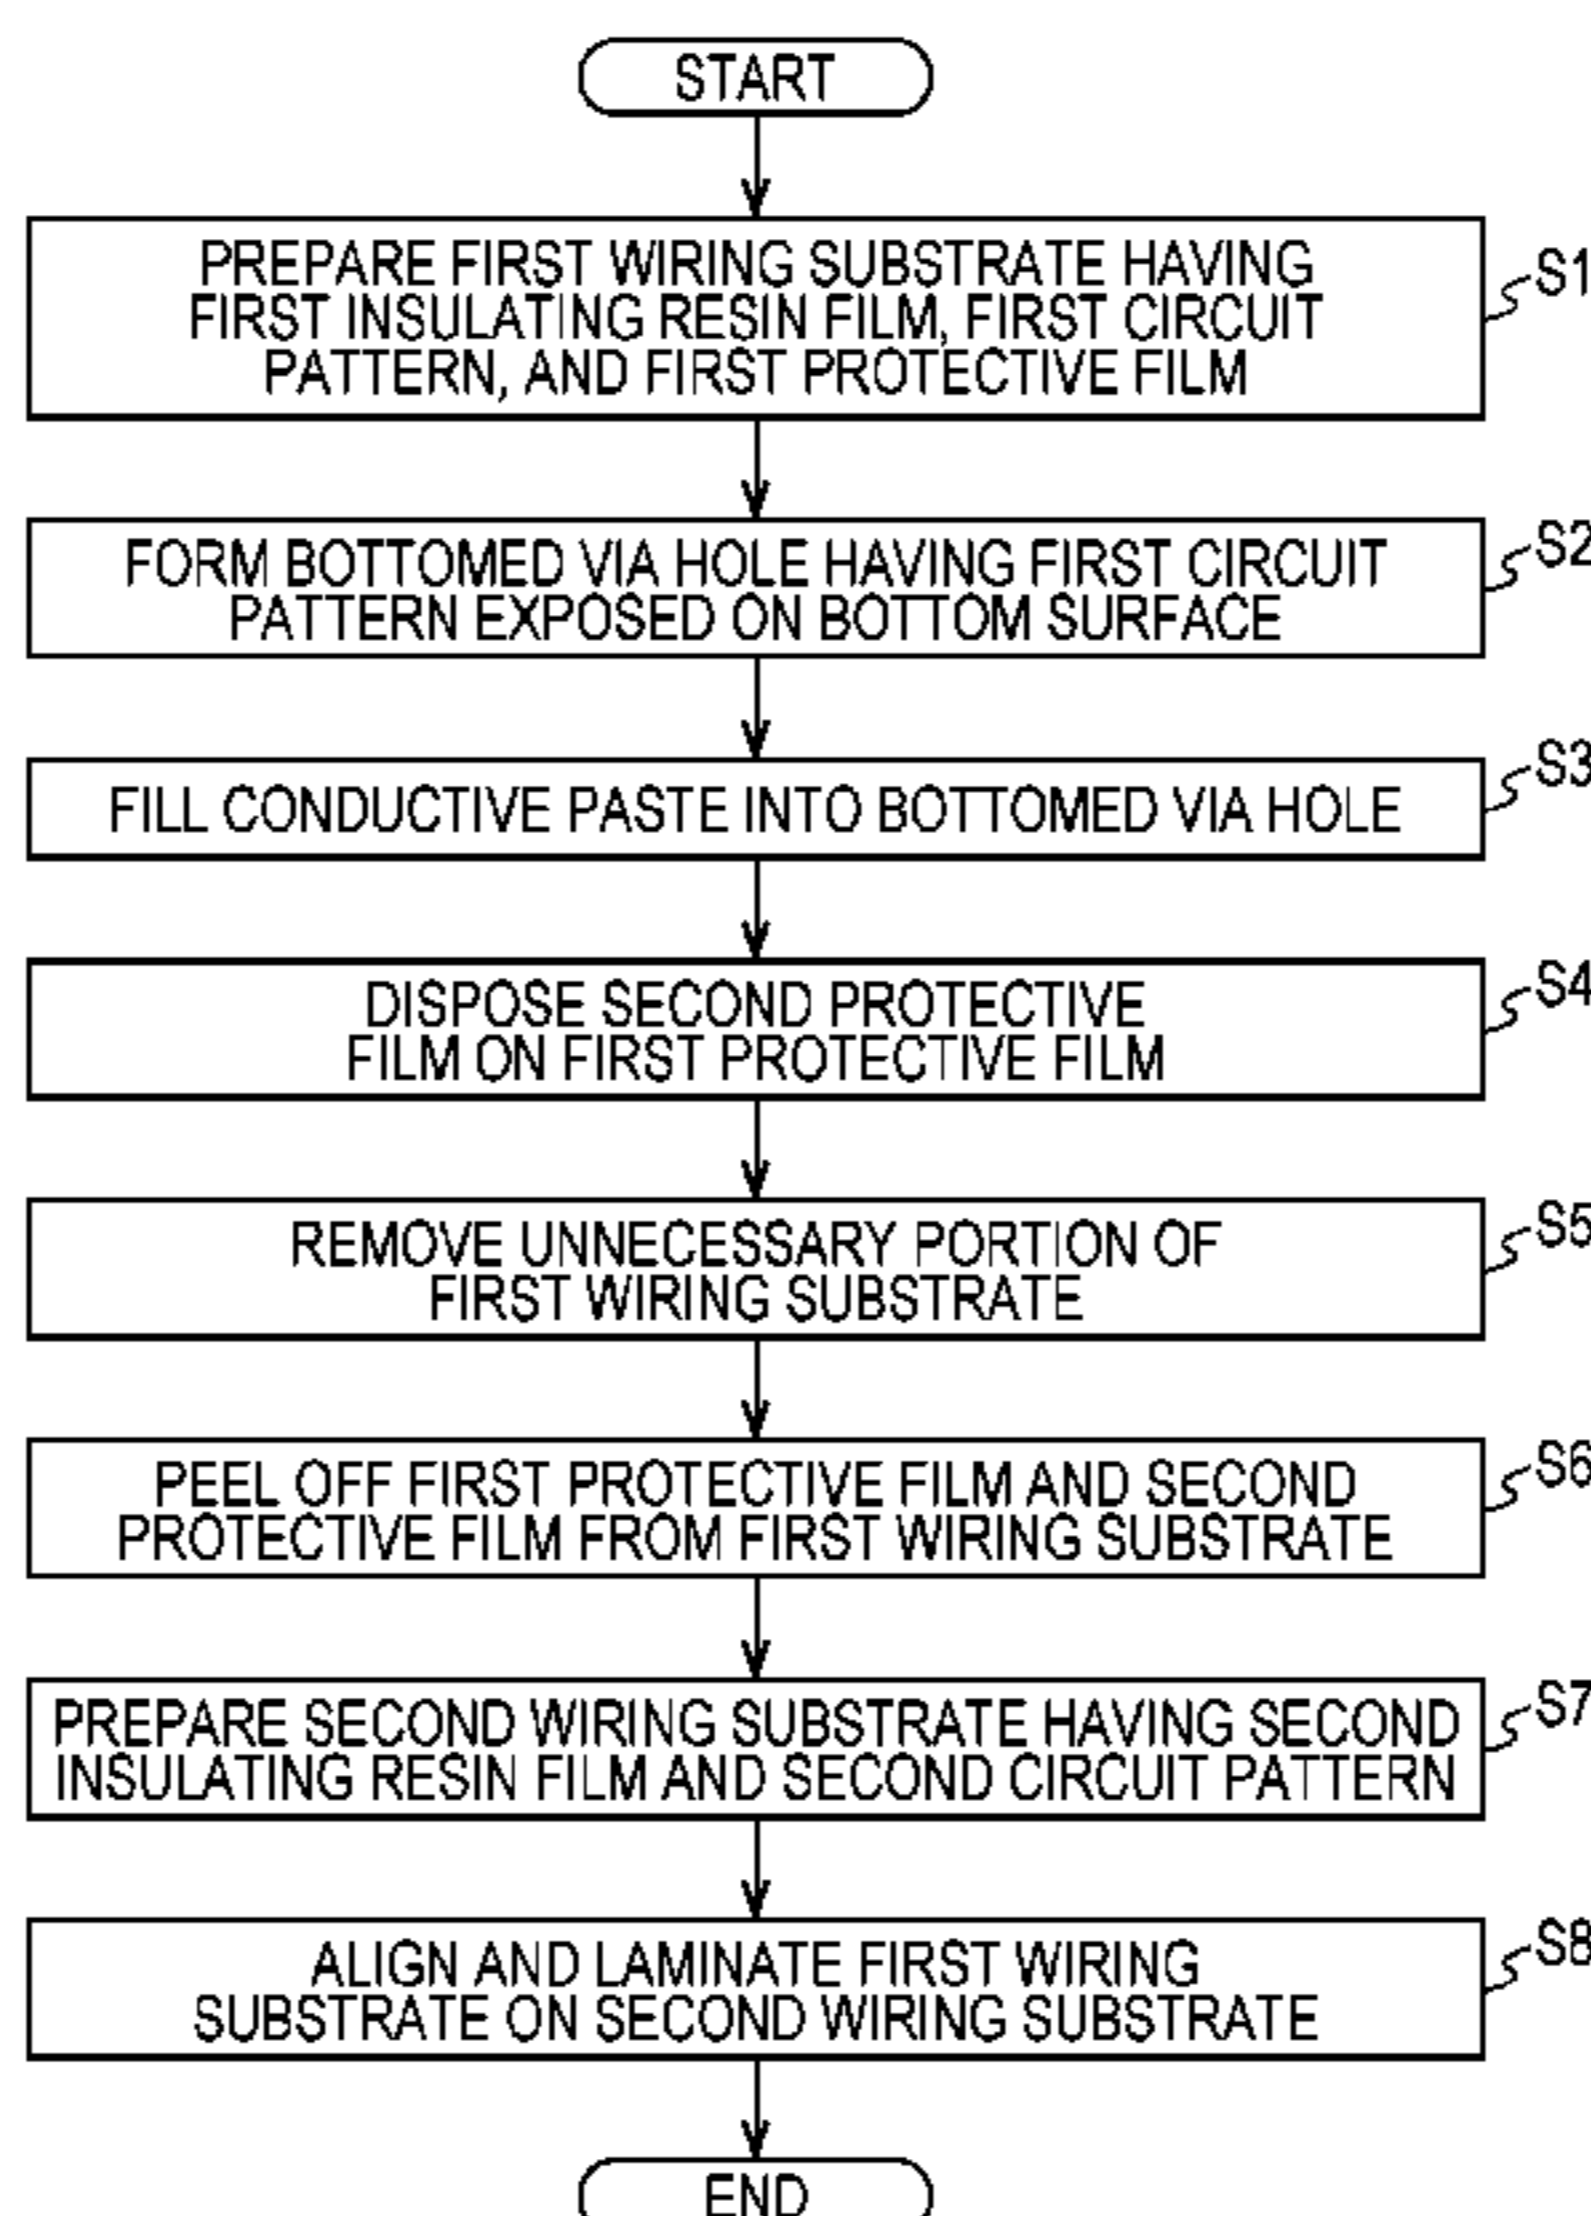 START
PREPARE FIRST WIRING SUBSTRATE HAVING
FIRST INSULATING RESIN FILM, FIRST CIRCUIT
PATTERN, AND FIRST PROTECTIVE FILM
S1
FORM BOTTOMED VIA HOLE HAVING FIRST CIRCUIT
PATTERN EXPOSED ON BOTTOM SURFACE
S2
FILL CONDUCTIVE PASTE INTO BOTTOMED VIA HOLE
S3
DISPOSE SECOND PROTECTIVE
FILM ON FIRST PROTECTIVE FILM
S4
REMOVE UNNECESSARY PORTION OF
FIRST WIRING SUBSTRATE
S5
PEEL OFF FIRST PROTECTIVE FILM AND SECOND
PROTECTIVE FILM FROM FIRST WIRING SUBSTRATE
S6
PREPARE SECOND WIRING SUBSTRATE HAVING SECOND
INSULATING RESIN FILM AND SECOND CIRCUIT PATTERN
S7
ALIGN AND LAMINATE FIRST WIRING
SUBSTRATE ON SECOND WIRING SUBSTRATE
S8
END